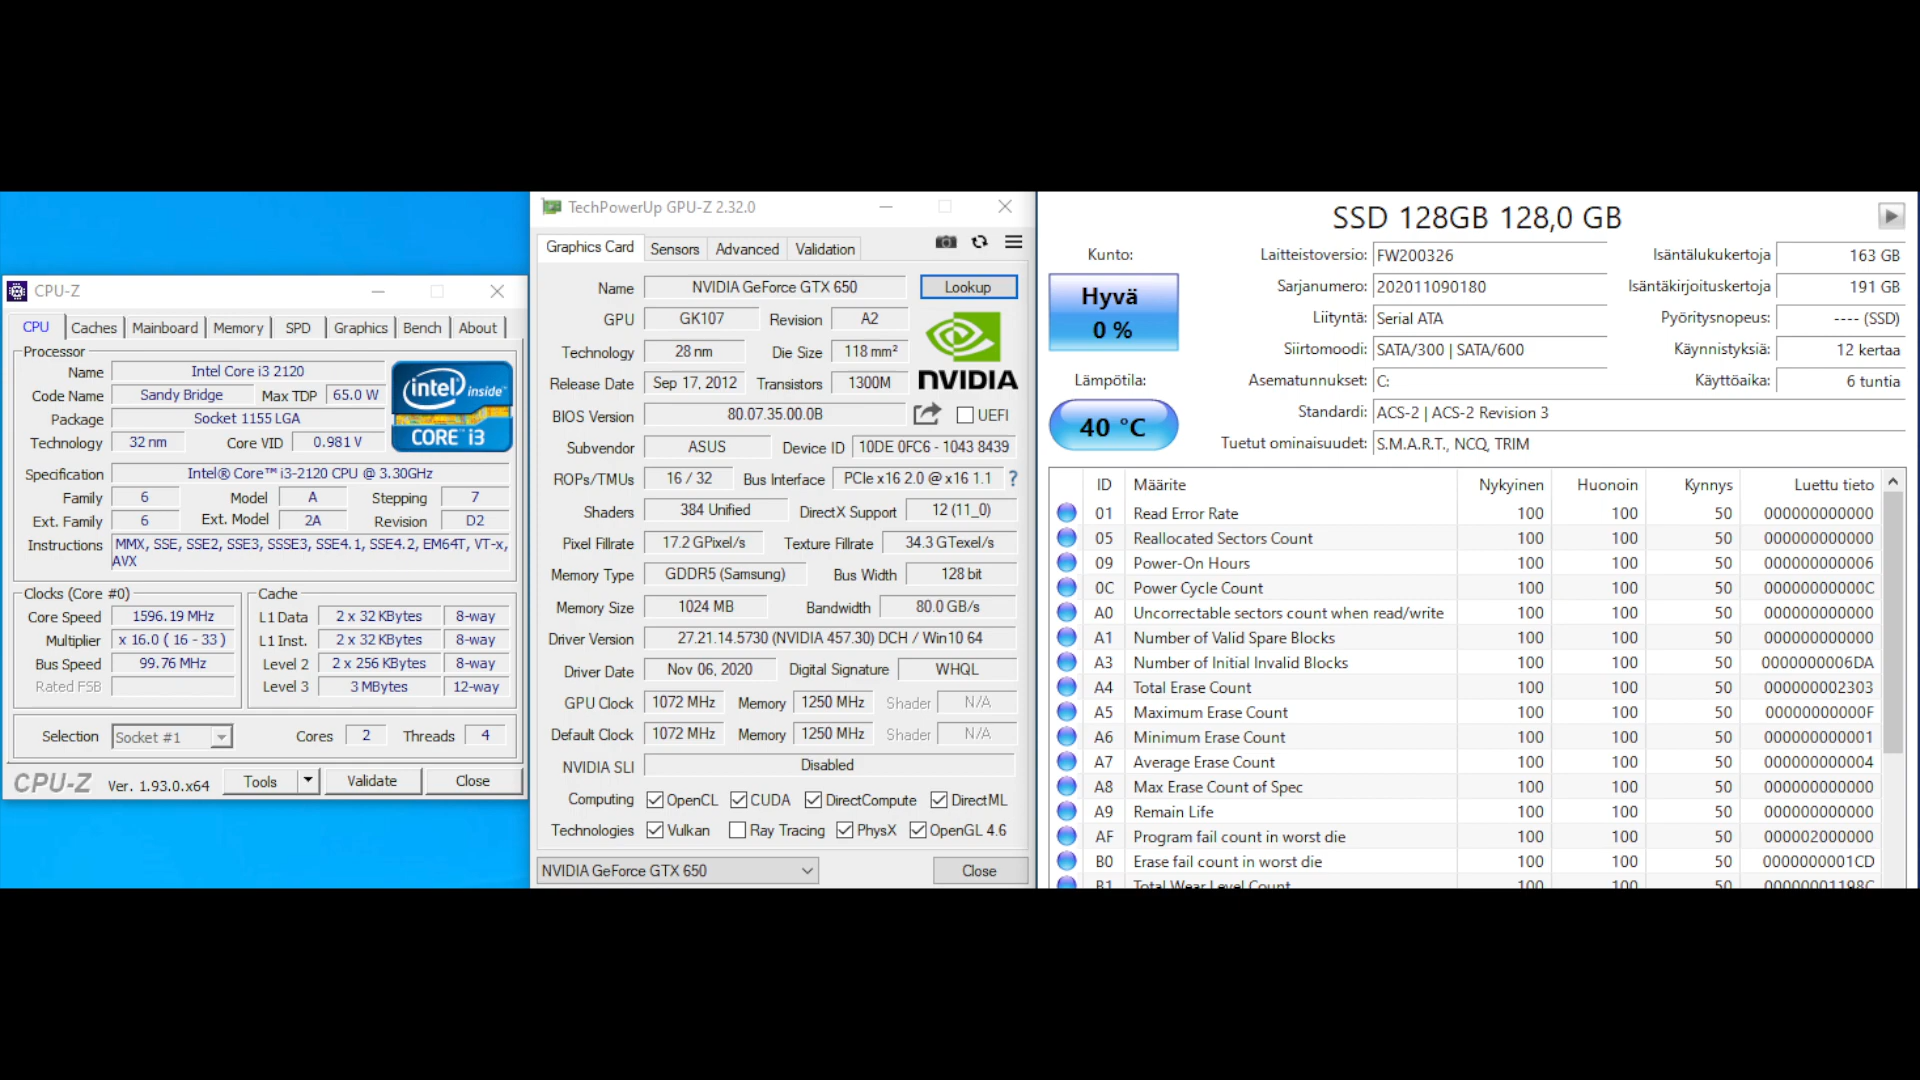 CPU-Z
CPU Caches Mainboard Memory SPD Graphics Bench About
Processor
Name Intel Core i3 2120
Code Name Sandy Bridge Max TDP 65.0 W
Package Socket 1155 LGA
Technology 32 nm Core VID 0.981 V
intel inside™
CORE™ i3
Specification Intel® Core™ i3-2120 CPU @ 3.30GHz
Family 6 Model A Stepping 7
Ext. Family 6 Ext. Model 2A Revision D2
Instructions MMX, SSE, SSE2, SSE3, SSSE3, SSE4.1, SSE4.2, EM64T, VT-x,
AVX
Clocks (Core #0)
Core Speed 1596.19 MHz
Multiplier x 16.0 ( 16 - 33 )
Bus Speed 99.76 MHz
Rated FSB
Cache
L1 Data 2 x 32 KBytes 8-way
L1 Inst. 2 x 32 KBytes 8-way
Level 2 2 x 256 KBytes 8-way
Level 3 3 MBytes 12-way
Selection Socket #1 Cores 2 Threads 4
CPU-Z Ver. 1.93.0.x64 Tools Validate Close
TechPowerUp GPU-Z 2.32.0
Graphics Card Sensors Advanced Validation
Name NVIDIA GeForce GTX 650 Lookup
GPU GK107 Revision A2
Technology 28 nm Die Size 118 mm²
Release Date Sep 17, 2012 Transistors 1300M
NVIDIA
BIOS Version 80.07.35.00.0B UEFI
Subvendor ASUS Device ID 10DE 0FC6 - 1043 8439
ROPs/TMUs 16 / 32 Bus Interface PCIe x16 2.0 @ x16 1.1 ?
Shaders 384 Unified DirectX Support 12 (11_0)
Pixel Fillrate 17.2 GPixel/s Texture Fillrate 34.3 GTexel/s
Memory Type GDDR5 (Samsung) Bus Width 128 bit
Memory Size 1024 MB Bandwidth 80.0 GB/s
Driver Version 27.21.14.5730 (NVIDIA 457.30) DCH / Win10 64
Driver Date Nov 06, 2020 Digital Signature WHQL
GPU Clock 1072 MHz Memory 1250 MHz Shader N/A
Default Clock 1072 MHz Memory 1250 MHz Shader N/A
NVIDIA SLI Disabled
Computing OpenCL CUDA DirectCompute DirectML
Technologies Vulkan Ray Tracing PhysX OpenGL 4.6
NVIDIA GeForce GTX 650 Close
SSD 128GB 128,0 GB
Kunto:
Hyvä
0 %
Lämpötila:
40 °C
Laitteistoversio: FW200326
Sarjanumero: 202011090180
Liityntä: Serial ATA
Siirtomoodi: SATA/300 | SATA/600
Asematunnukset: C:
Standardi: ACS-2 | ACS-2 Revision 3
Tuetut ominaisuudet: S.M.A.R.T., NCQ, TRIM
Isäntälukukertoja 163 GB
Isäntäkirjoituskertoja 191 GB
Pyöritysnopeus: ---- (SSD)
Käynnistyksiä: 12 kertaa
Käyttöaika: 6 tuntia
ID Määrite Nykyinen Huonoin Kynnys Luettu tieto
01 Read Error Rate 100 100 50 000000000000
05 Reallocated Sectors Count 100 100 50 000000000000
09 Power-On Hours 100 100 50 000000000006
0C Power Cycle Count 100 100 50 00000000000C
A0 Uncorrectable sectors count when read/write 100 100 50 000000000000
A1 Number of Valid Spare Blocks 100 100 50 000000000000
A3 Number of Initial Invalid Blocks 100 100 50 0000000006DA
A4 Total Erase Count 100 100 50 000000002303
A5 Maximum Erase Count 100 100 50 00000000000F
A6 Minimum Erase Count 100 100 50 000000000001
A7 Average Erase Count 100 100 50 000000000004
A8 Max Erase Count of Spec 100 100 50 000000000000
A9 Remain Life 100 100 50 000000000000
AF Program fail count in worst die 100 100 50 000002000000
B0 Erase fail count in worst die 100 100 50 0000000001CD
B1 Total Wear Level Count 100 100 50 00000001198C